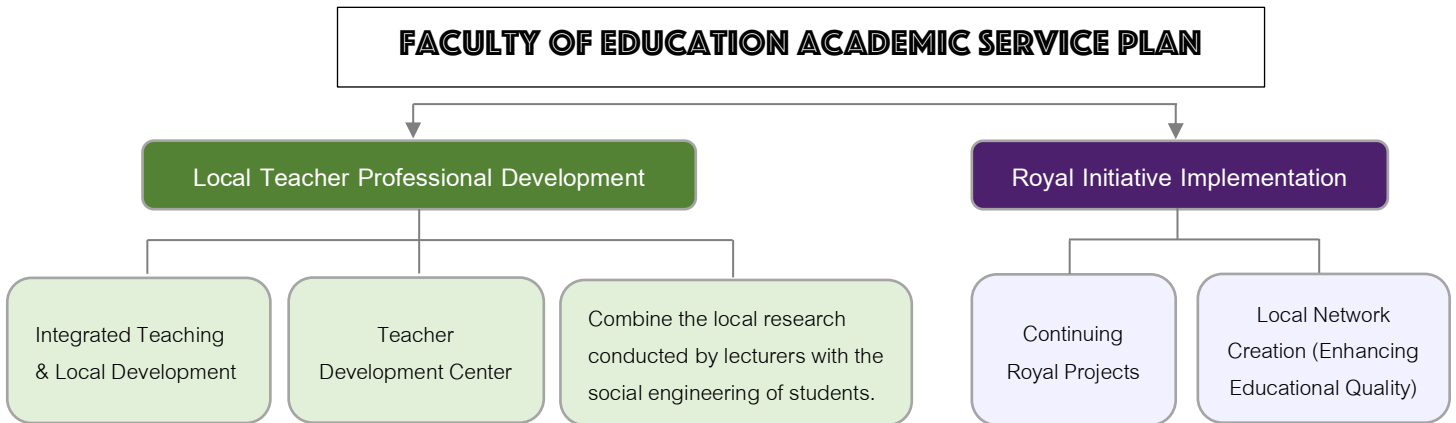 FACULTY OF EDUCATION ACADEMIC SERVICE PLAN
Local Teacher Professional Development
Royal Initiative Implementation
Integrated Teaching
& Local Development
Teacher
Development Center
Combine the local research
conducted by lecturers with the
social engineering of students.
Continuing
Royal Projects
Local Network
Creation (Enhancing
Educational Quality)